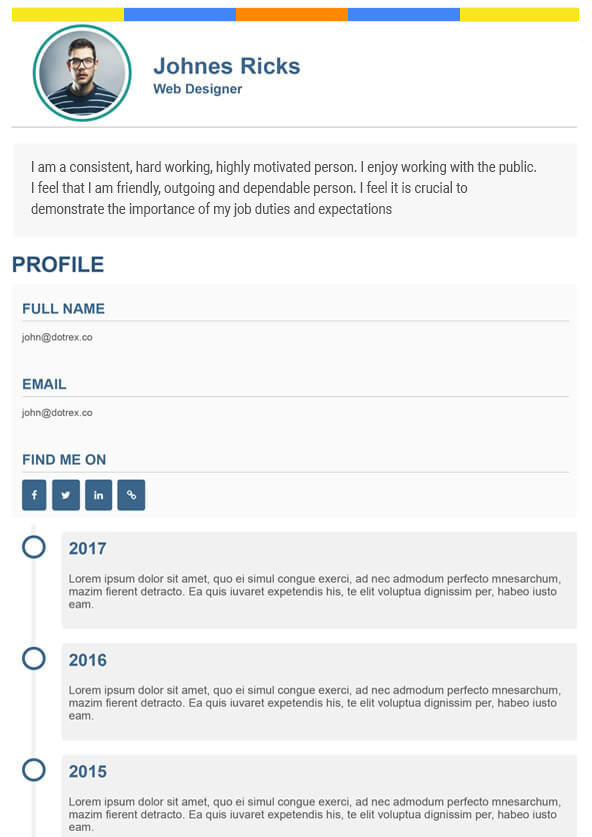 Johnes Ricks
Web Designer
I am a consistent, hard working, highly motivated person. I enjoy working with the public.
I feel that I am friendly, outgoing and dependable person. I feel it is crucial to
demonstrate the importance of my job duties and expectations
PROFILE
FULL NAME
john@dotrex.co
EMAIL
john@dotrex.co
FIND ME ON
2017
Lorem ipsum dolor sit amet, quo ei simul congue exerci, ad nec admodum perfecto mnesarchum,
mazim fierent detracto. Ea quis iuvaret expetendis his, te elit voluptua dignissim per, habeo iusto
eam.
2016
Lorem ipsum dolor sit amet, quo ei simul congue exerci, ad nec admodum perfecto mnesarchum,
mazim fierent detracto. Ea quis iuvaret expetendis his, te elit voluptua dignissim per, habeo iusto
eam.
2015
Lorem ipsum dolor sit amet, quo ei simul congue exerci, ad nec admodum perfecto mnesarchum,
mazim fierent detracto. Ea quis iuvaret expetendis his, te elit voluptua dignissim per, habeo iusto
eam.